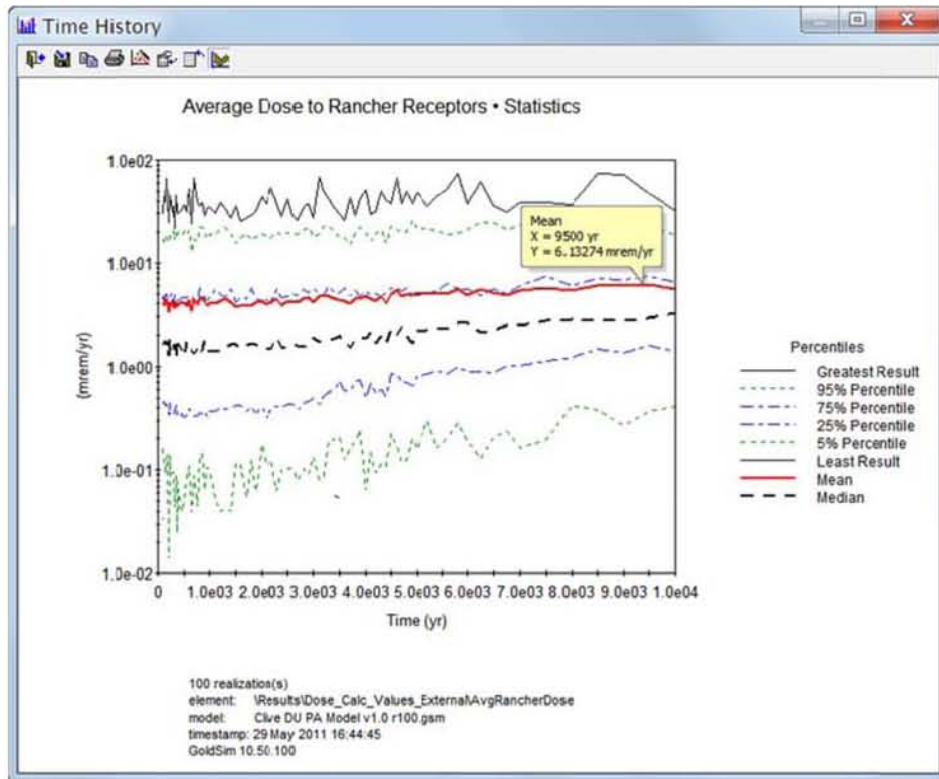 Time History
Average Dose to Rancher Receptors • Statistics
1.0e02
1.0e01
1.0e00
1.0e-01
1.0e-02
(mrem/yr)
Mean
X = 9500 yr
Y = 6.13274 mrem/yr
0 1.0e03 2.0e03 3.0e03 4.0e03 5.0e03 6.0e03 7.0e03 8.0e03 9.0e03 1.0e04
Time (yr)
Percentiles
Greatest Result
95% Percentile
75% Percentile
25% Percentile
5% Percentile
Least Result
Mean
Median
100 realization(s)
element: \Results\Dose_Calc_Values_External\AvgRancherDose
model: Clive DU PA Model v1.0 r100.gsm
timestamp: 29 May 2011 16:44:45
GoldSim 10.50.100